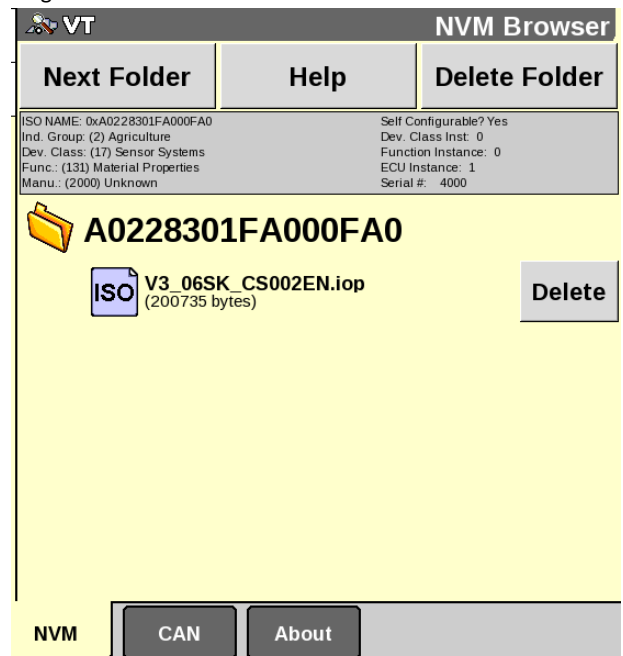 VT NVM Browser
Next Folder Help Delete Folder
ISO NAME: 0xA0228301FA000FA0 Self Configurable? Yes
Ind. Group: (2) Agriculture Dev. Class Inst: 0
Dev. Class: (17) Sensor Systems Function Instance: 0
Func.: (131) Material Properties ECU Instance: 1
Manu.: (2000) Unknown Serial #: 4000
A0228301FA000FA0
ISO V3_06SK_CS002EN.iop
(200735 bytes)
Delete
NVM CAN About